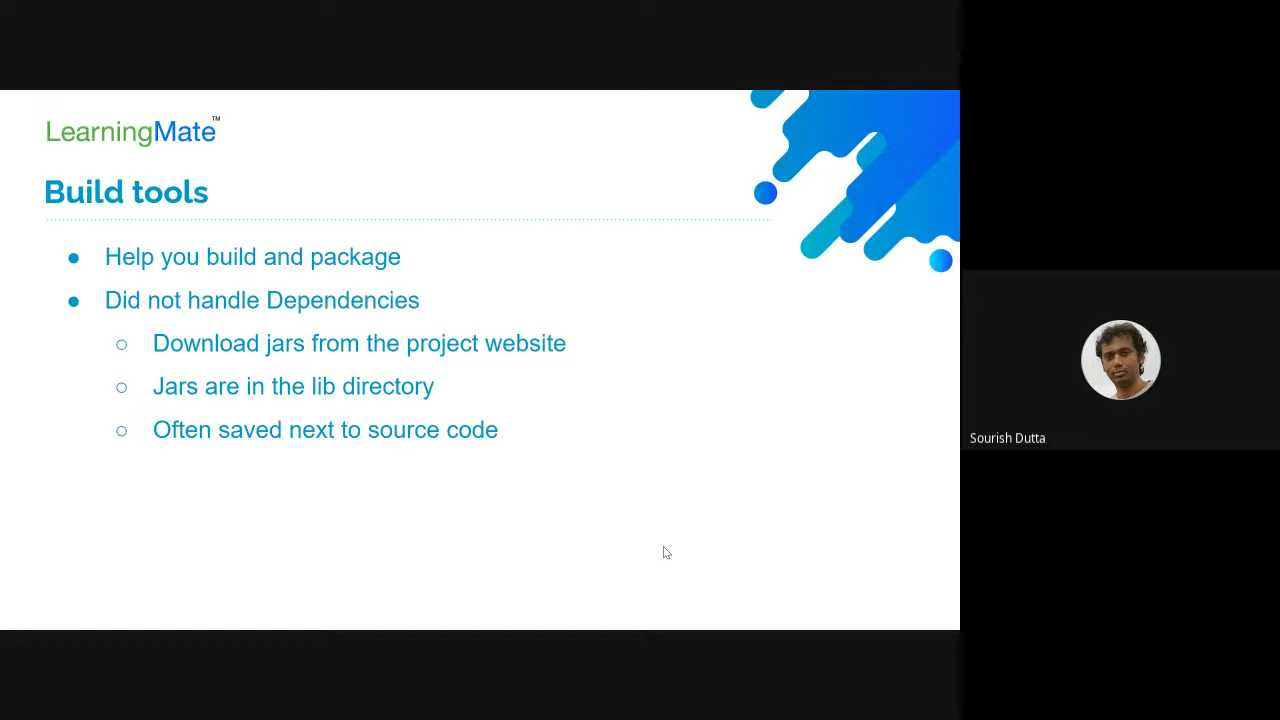 LearningMate™
Build tools
● Help you build and package
● Did not handle Dependencies
○ Download jars from the project website
○ Jars are in the lib directory
○ Often saved next to source code
Sourish Dutta